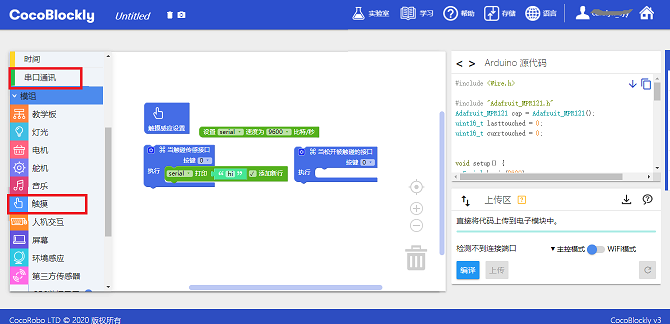 CocoBlockly
Untitled
实验室
学习
帮助
存储
语言
时间
串口通讯
模组
教学板
灯光
电机
舵机
音乐
触摸
人机交互
屏幕
环境感应
第三方传感器
触摸感应设置
设置 serial 速度为 9600 比特/秒
当触摸传感接口
按键 0
执行 serial 打印 “ hi ” 添加新行
当松开被触摸的接口
按键 0
执行
< > Arduino 源代码
#include <Wire.h>
#include "Adafruit_MPR121.h"
Adafruit_MPR121 cap = Adafruit_MPR121();
uint16_t lasttouched = 0;
uint16_t currtouched = 0;
void setup() {
上传区
直接将代码上传到电子模块中。
检测不到连接端口
主控模式 WiFi模式
编译 上传
CocoRobo LTD © 2020 版权所有
CocoBlockly v3